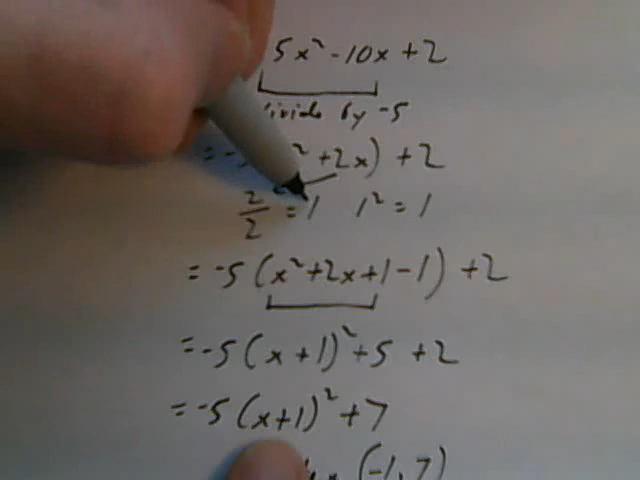 5x² - 10x + 2
by -5
² + 2x) + 2
2/2 = 1 1² = 1
= -5 (x² + 2x + 1 - 1) + 2
= -5 (x + 1)² + 5 + 2
= -5 (x + 1)² + 7
(-1, 7)